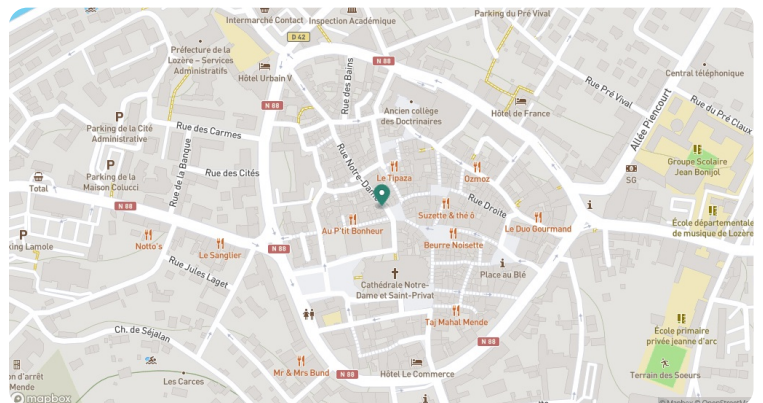 Intermarché Contact
Inspection Académique
Parking du Pré Vival
D 42
Préfecture de la
Lozère – Services
Administratifs
N 88
Hôtel Urbain V
Rue des Bains
Central téléphonique
Rue Pré Vival
Allée Piencourt
Rue du Pré Claux
N 88
Ancien collège
des Doctrinaires
Hôtel de France
P
Parking de la Cité
Administrative
Rue des Carmes
Rue de la Banque
Rue Notre-Dame
Groupe Scolaire
Jean Bonijol
P
Parking de la
Maison Colucci
Rue des Cités
Le Tipaza
Ozmoz
SG
Total
N 88
Rue Droite
Suzette & thé ô
Le Duo Gourmand
École départementale
de musique de Lozère
P
king Lamole
Notto's
Le Sanglier
N 88
Au P'tit Bonheur
Beurre Noisette
Rue Jules Laget
Cathédrale Notre-
Dame et Saint-Privat
Place au Blé
Ch. de Séjalan
Taj Mahal Mende
École primaire
privée jeanne d'arc
N 88
on d'arrêt
Mende
Les Carces
Mr & Mrs Bund
N 88
Hôtel Le Commerce
Terrain des Soeurs
mapbox